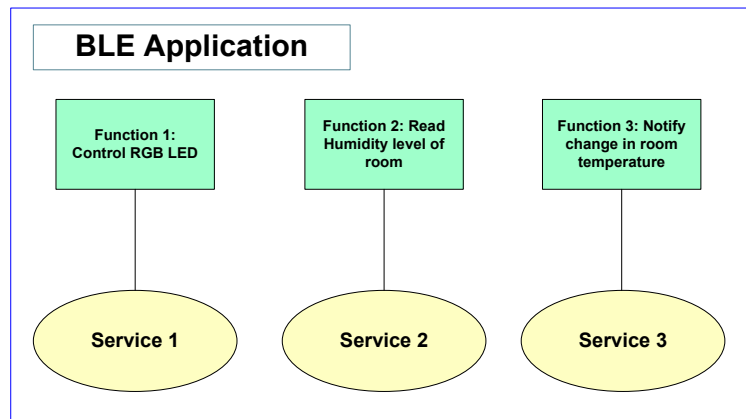 BLE Application
Function 1:
Control RGB LED
Function 2: Read
Humidity level of
room
Function 3: Notify
change in room
temperature
Service 1
Service 2
Service 3